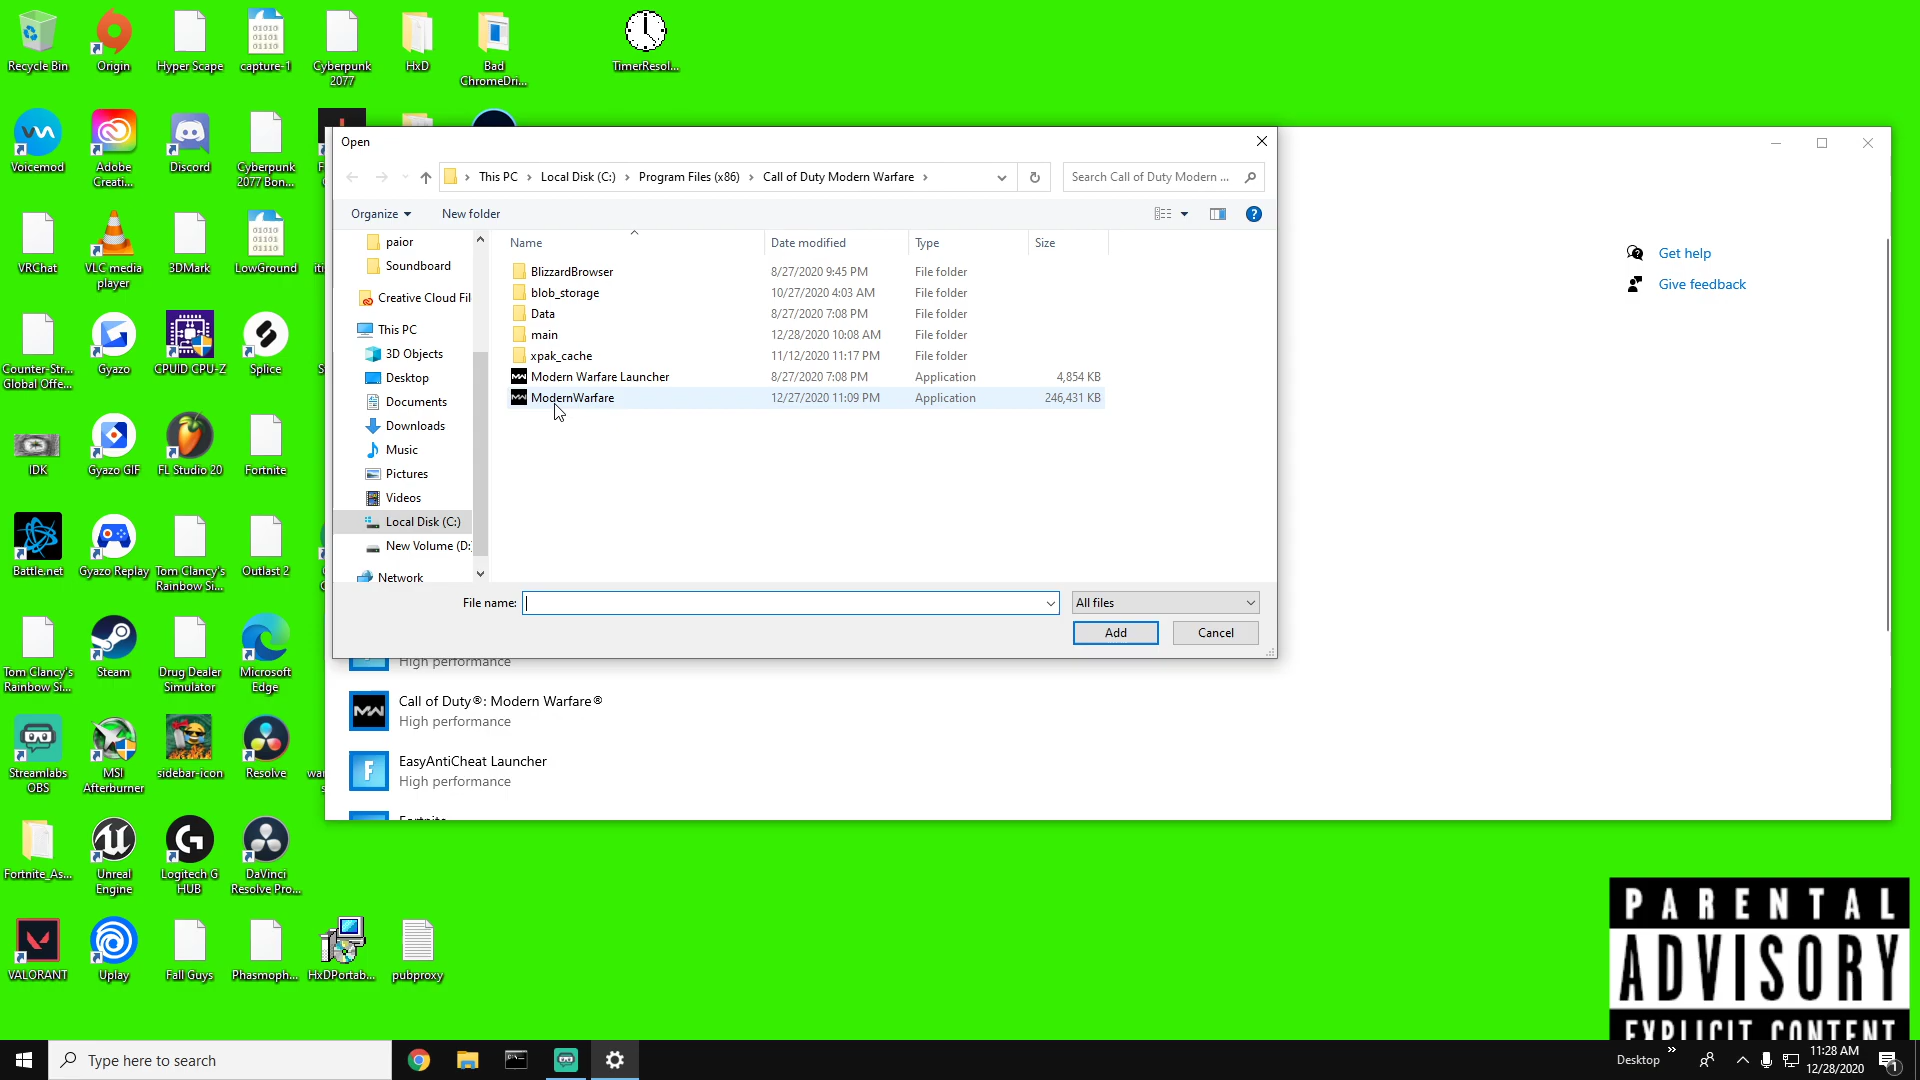 Recycle Bin
Origin
Hyper Scape
capture-1
Cyberpunk
2077
HxD
Bad
ChromeDri...
TimerResol...
Voicemod
Adobe
Creati...
Discord
Cyberpunk
2077 Bon...
VRChat
VLC media
player
3DMark
LowGround
Counter-Str...
Global Offe...
Gyazo
CPUID CPU-Z
Splice
IDK
Gyazo GIF
FL Studio 20
Fortnite
Battle.net
Gyazo Replay
Tom Clancy's
Rainbow Si...
Outlast 2
Tom Clancy's
Rainbow Si...
Steam
Drug Dealer
Simulator
Microsoft
Edge
Streamlabs
OBS
MSI
Afterburner
sidebar-icon
Resolve
Fortnite_As...
Unreal
Engine
Logitech G
HUB
DaVinci
Resolve Pro...
VALORANT
Uplay
Fall Guys
Phasmoph...
HxDPortab...
pubproxy
Open
This PC
Local Disk (C:)
Program Files (x86)
Call of Duty Modern Warfare
Search Call of Duty Modern ...
Organize
New folder
paior
Soundboard
Creative Cloud Fil
This PC
3D Objects
Desktop
Documents
Downloads
Music
Pictures
Videos
Local Disk (C:)
New Volume (D:
Network
Name Date modified Type Size
BlizzardBrowser 8/27/2020 9:45 PM File folder
blob_storage 10/27/2020 4:03 AM File folder
Data 8/27/2020 7:08 PM File folder
main 12/28/2020 10:08 AM File folder
xpak_cache 11/12/2020 11:17 PM File folder
Modern Warfare Launcher 8/27/2020 7:08 PM Application 4,854 KB
ModernWarfare 12/27/2020 11:09 PM Application 246,431 KB
File name:
All files
Add
Cancel
Get help
Give feedback
High performance
Call of Duty®: Modern Warfare®
High performance
EasyAntiCheat Launcher
High performance
Fortnite
PARENTAL
ADVISORY
EXPLICIT CONTENT
Type here to search
Desktop
11:28 AM
12/28/2020
1